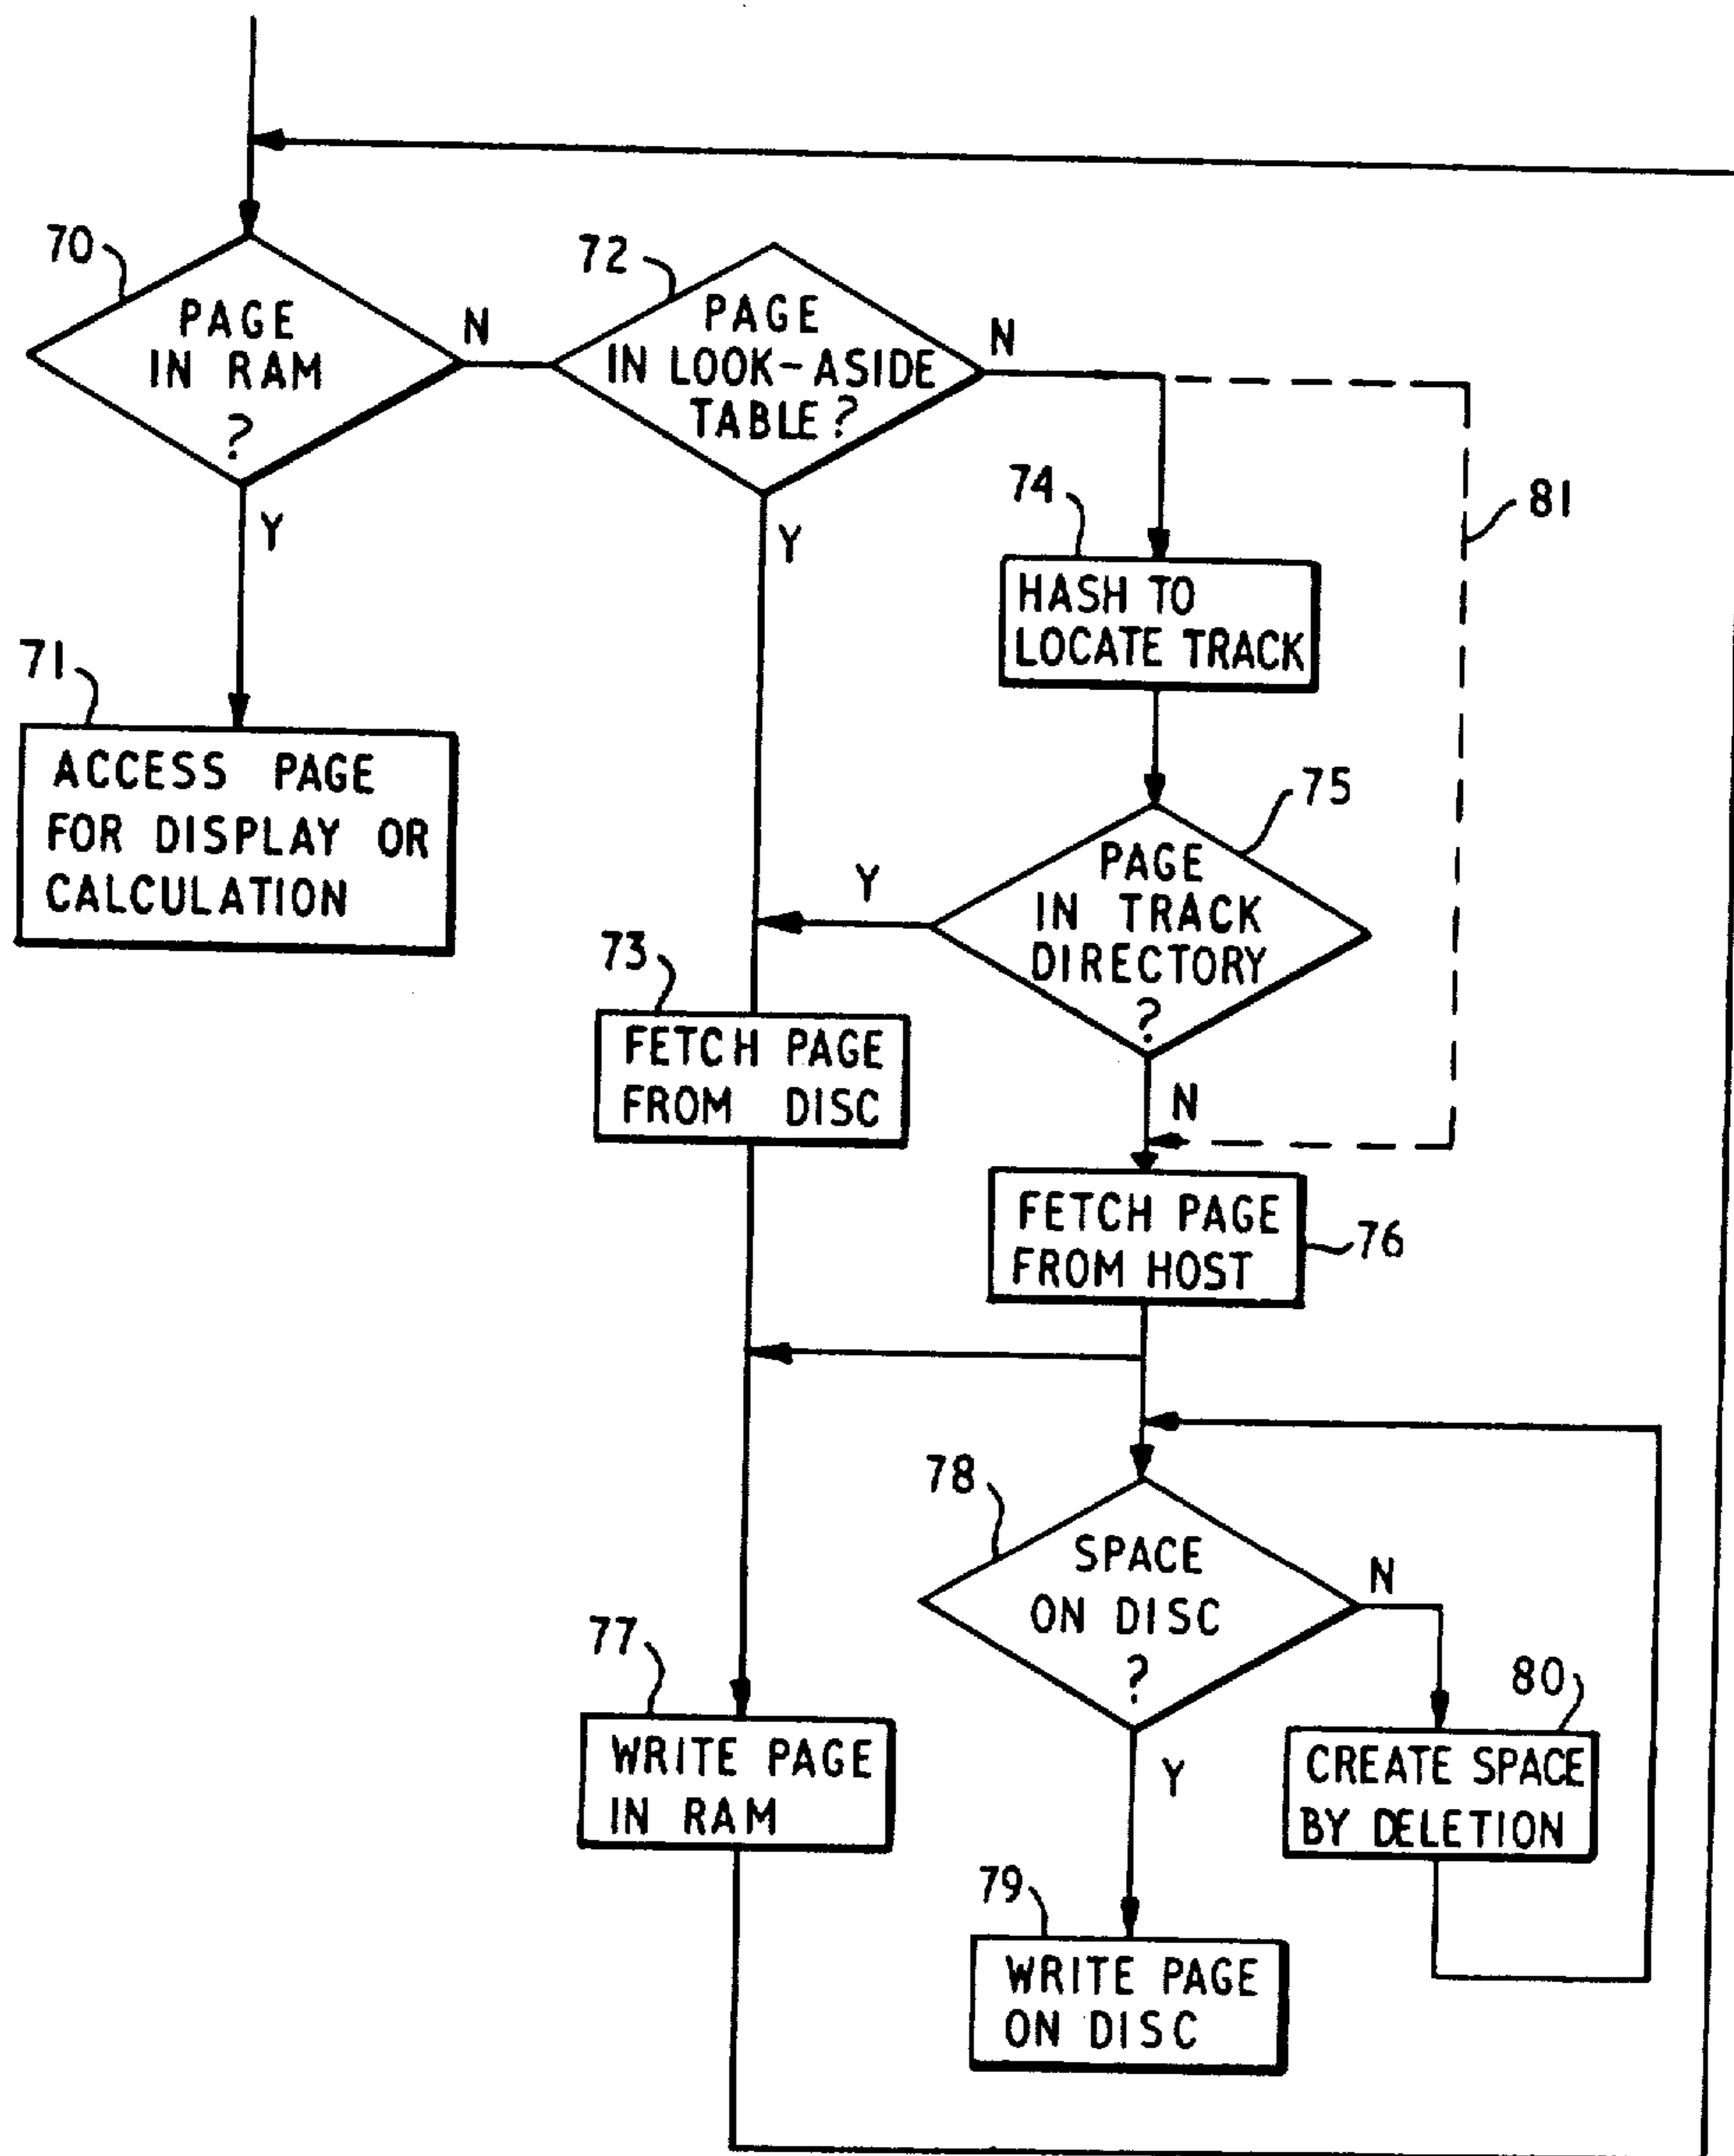 70
PAGE
IN RAM
?
N
Y
72
PAGE
IN LOOK-ASIDE
TABLE?
N
Y
81
74
HASH TO
LOCATE TRACK
71
ACCESS PAGE
FOR DISPLAY OR
CALCULATION
75
PAGE
IN TRACK
DIRECTORY
?
Y
N
73
FETCH PAGE
FROM DISC
FETCH PAGE
FROM HOST
76
78
SPACE
ON DISC
?
N
Y
77
WRITE PAGE
IN RAM
80
CREATE SPACE
BY DELETION
79
WRITE PAGE
ON DISC